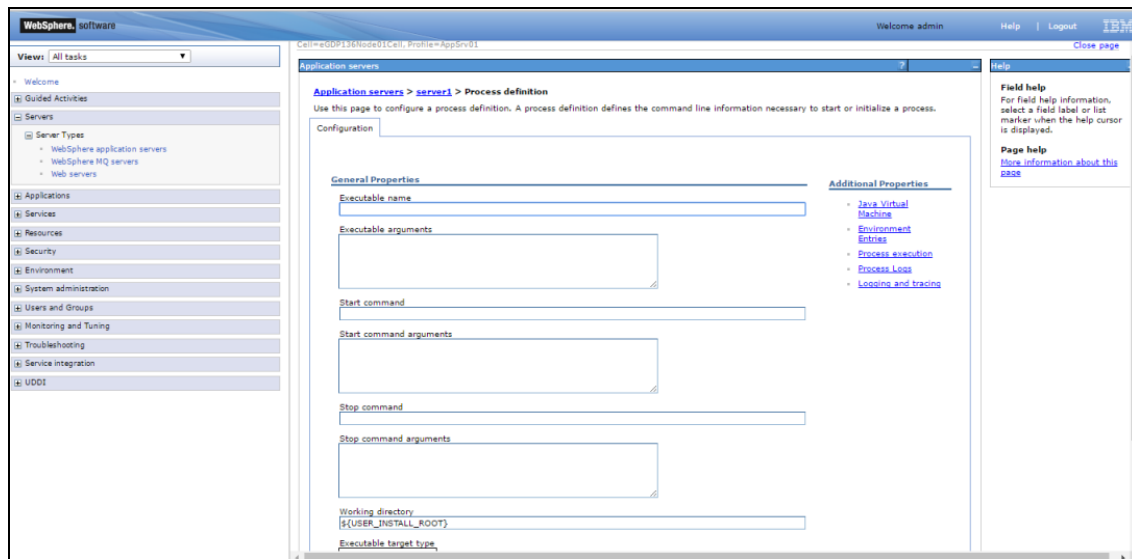 WebSphere. software
Welcome admin
Help | Logout
IBM
View: All tasks
Welcome
Guided Activities
Servers
Server Types
WebSphere application servers
WebSphere MQ servers
Web servers
Applications
Services
Resources
Security
Environment
System administration
Users and Groups
Monitoring and Tuning
Troubleshooting
Service integration
UDDI
Cell=eGDP136Node01Cell, Profile=AppSrv01
Close page
Application servers
?
Application servers > server1 > Process definition
Use this page to configure a process definition. A process definition defines the command line information necessary to start or initialize a process.
Configuration
General Properties
Executable name
Executable arguments
Start command
Start command arguments
Stop command
Stop command arguments
Working directory
${USER_INSTALL_ROOT}
Executable target type
Additional Properties
Java Virtual
Machine
Environment
Entries
Process execution
Process Logs
Logging and tracing
Help
Field help
For field help information,
select a field label or list
marker when the help cursor
is displayed.
Page help
More information about this
page